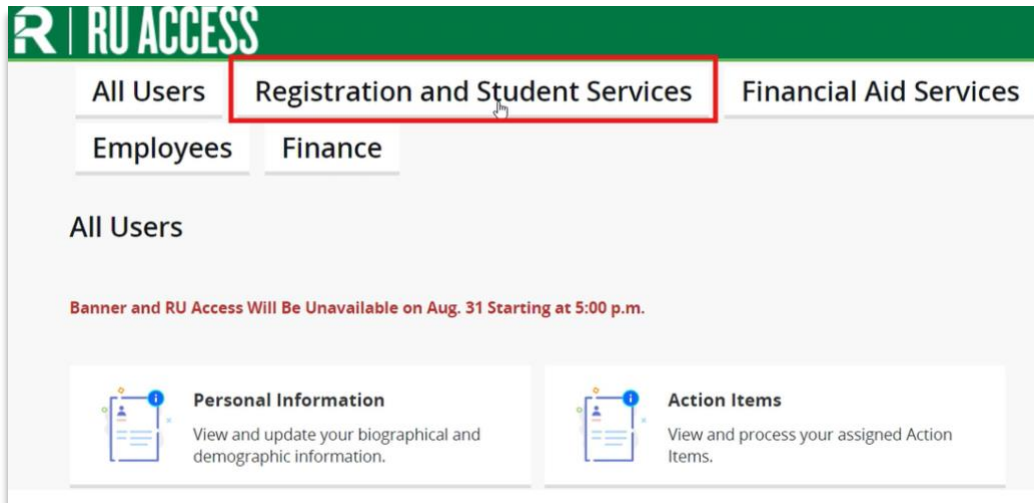 R | RU ACCESS
All Users Registration and Student Services Financial Aid Services
Employees Finance
All Users
Banner and RU Access Will Be Unavailable on Aug. 31 Starting at 5:00 p.m.
Personal Information
View and update your biographical and
demographic information.
Action Items
View and process your assigned Action
Items.